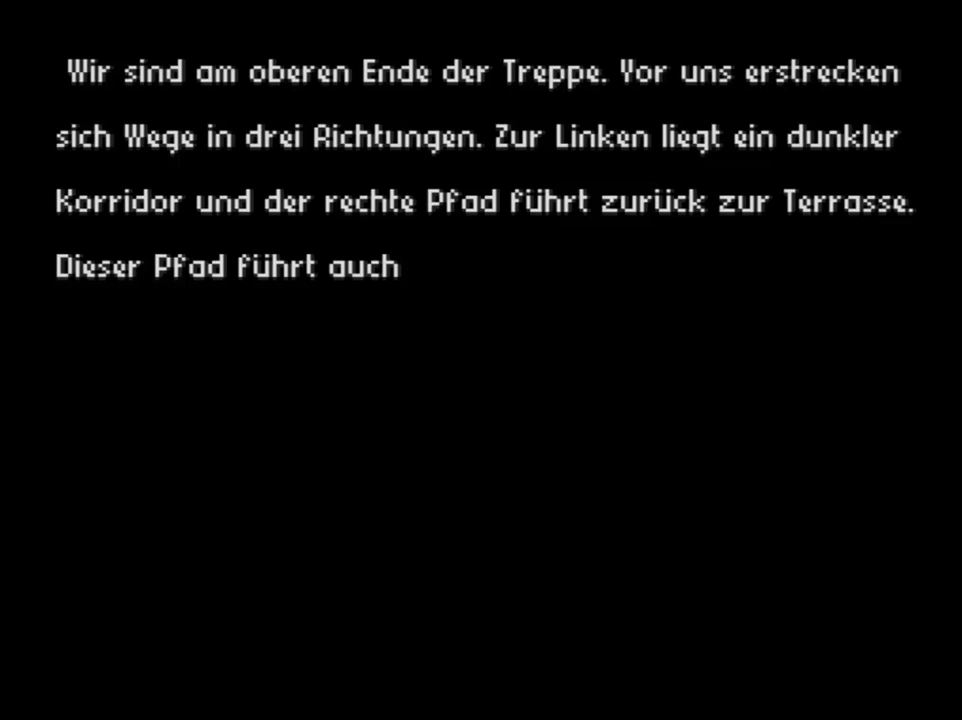 Wir sind am oberen Ende der Treppe. Vor uns erstrecken
sich Wege in drei Richtungen. Zur Linken liegt ein dunkler
Korridor und der rechte Pfad führt zurück zur Terrasse.
Dieser Pfad führt auch